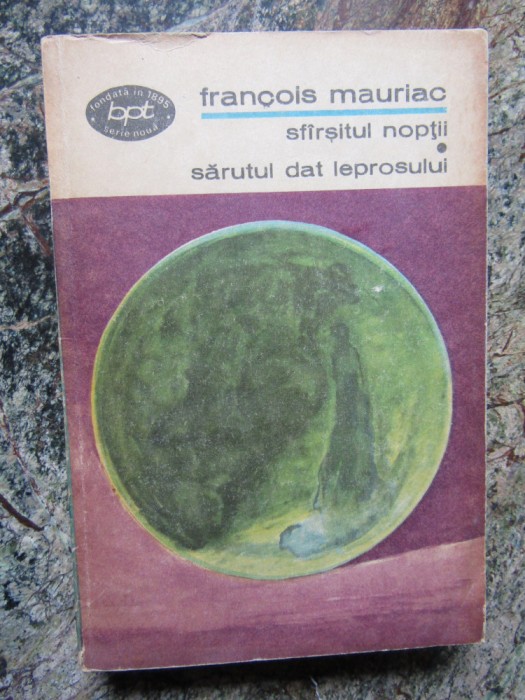 fondată în 1895
bpt
serie nouă
françois mauriac
sfîrşitul nopţii
•
sărutul dat leprosului